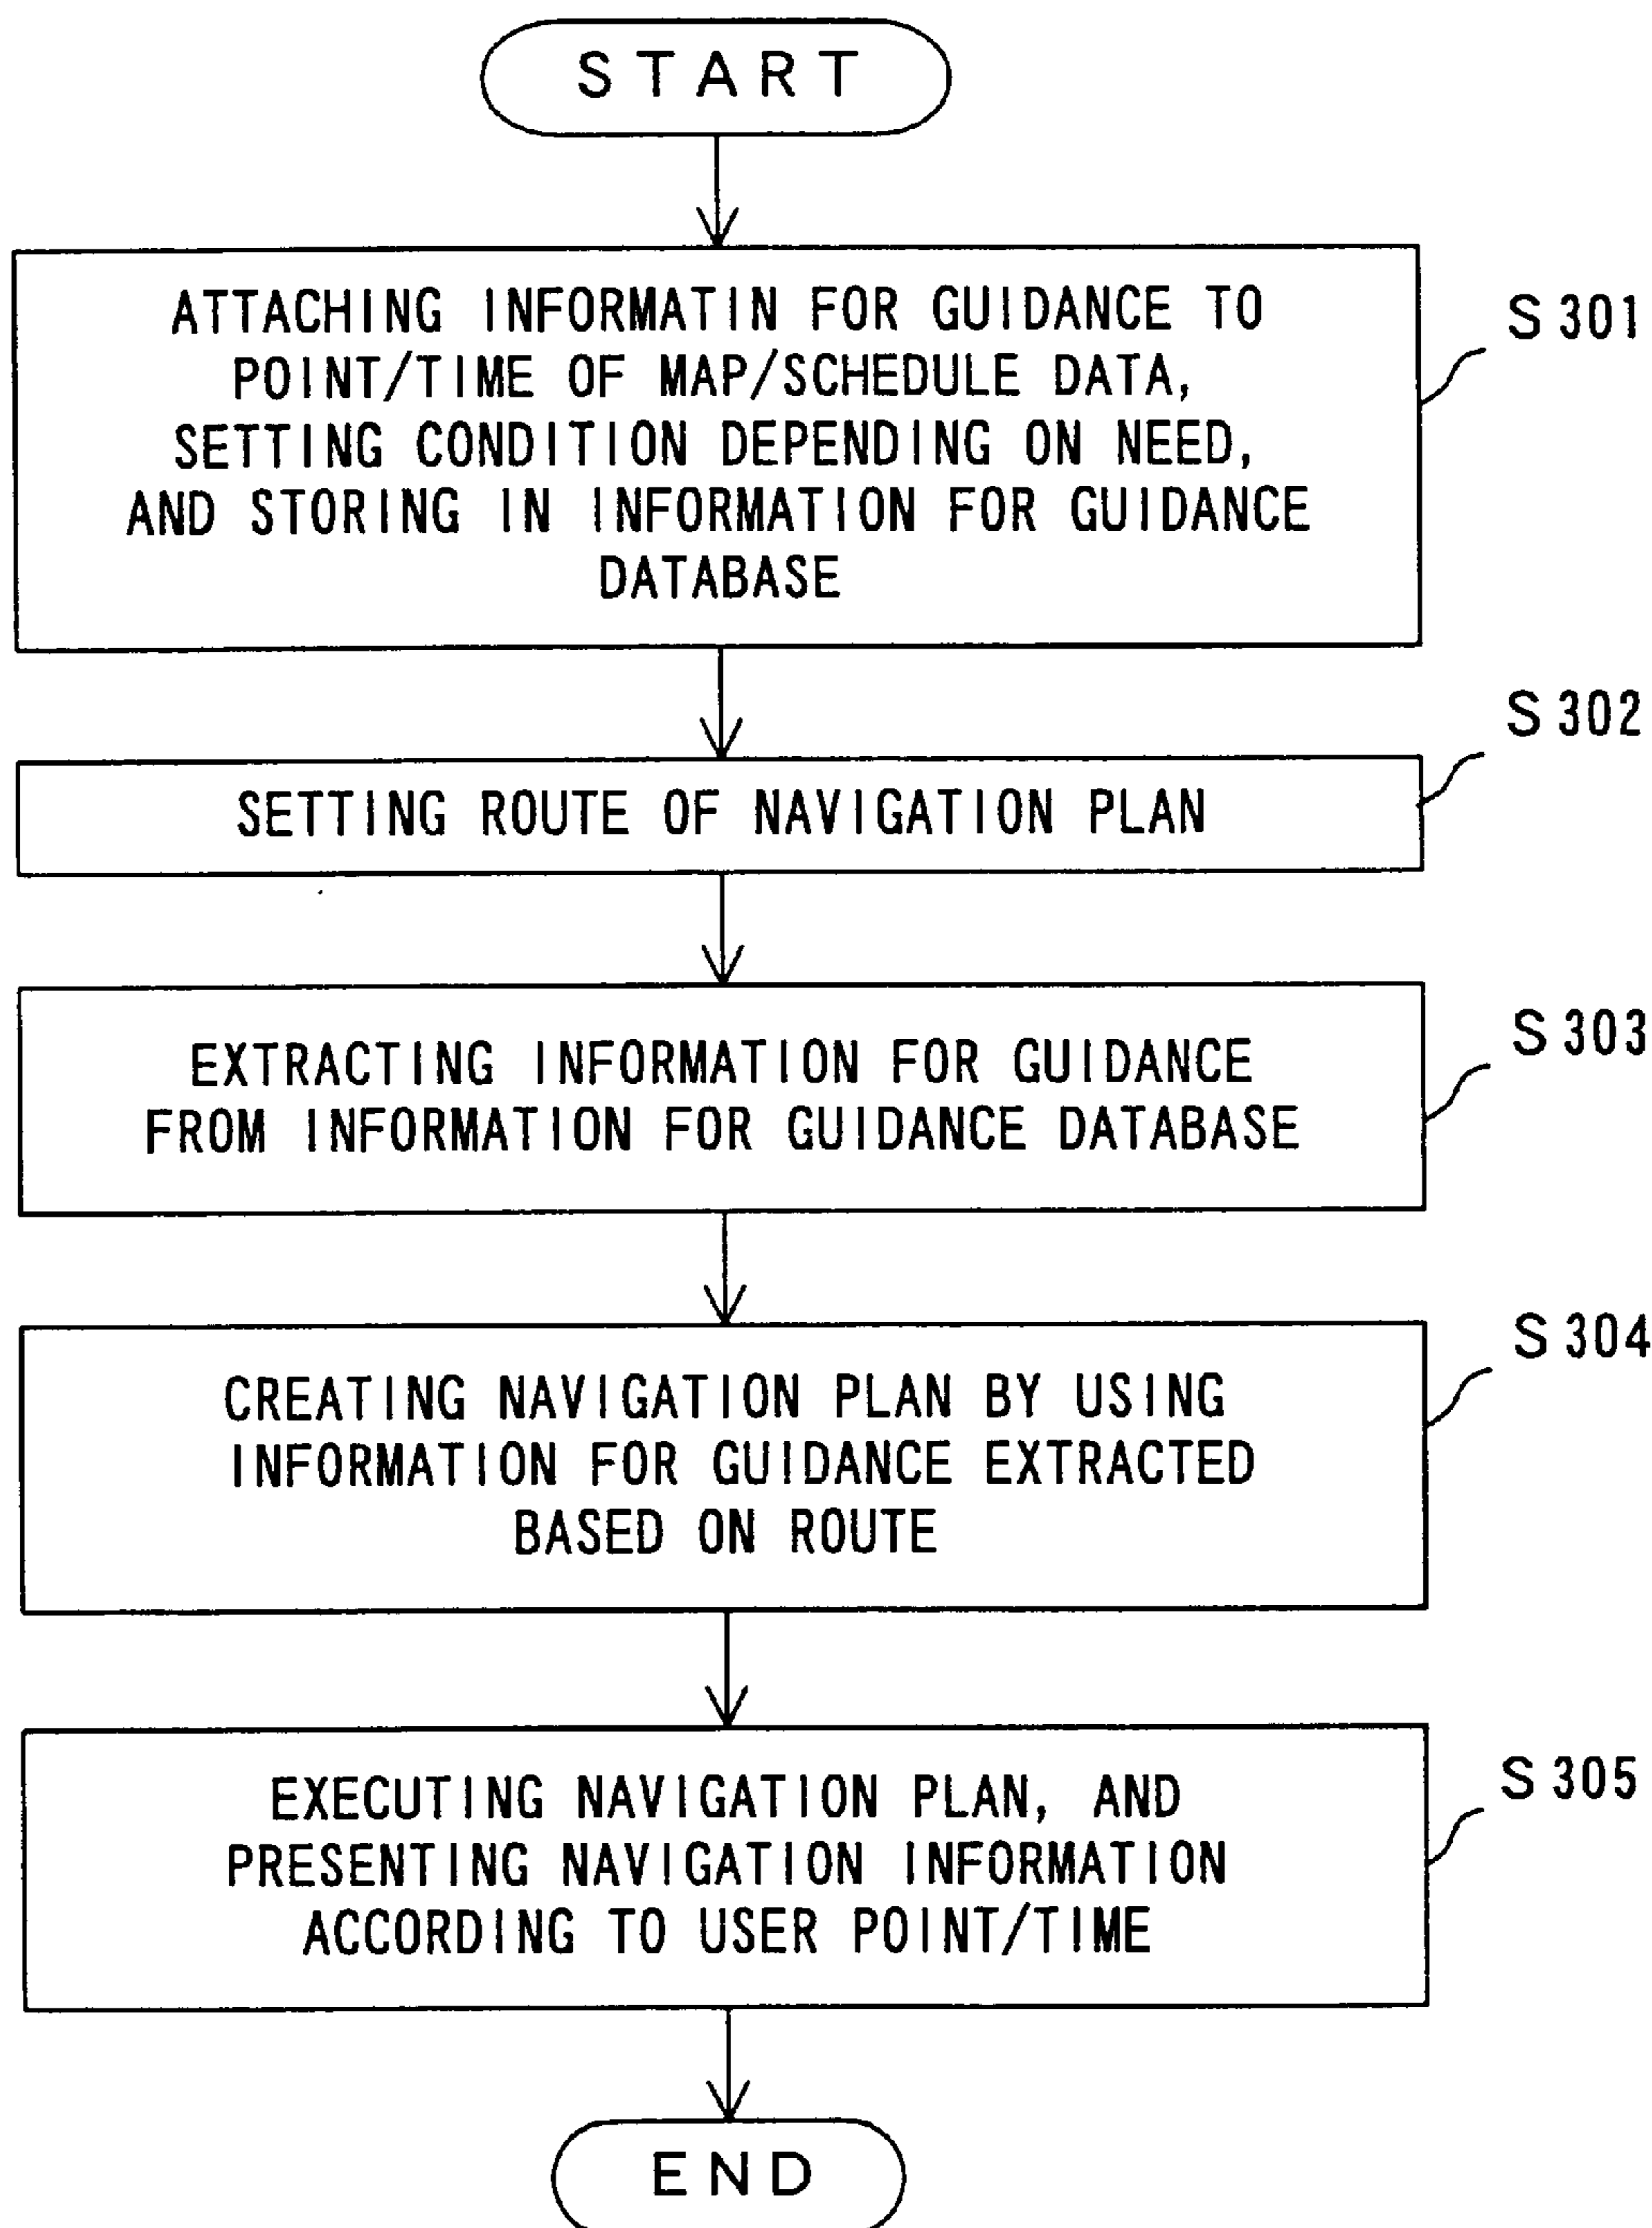 START
ATTACHING INFORMATIN FOR GUIDANCE TO
POINT/TIME OF MAP/SCHEDULE DATA,
SETTING CONDITION DEPENDING ON NEED,
AND STORING IN INFORMATION FOR GUIDANCE
DATABASE
S301
SETTING ROUTE OF NAVIGATION PLAN
S302
EXTRACTING INFORMATION FOR GUIDANCE
FROM INFORMATION FOR GUIDANCE DATABASE
S303
CREATING NAVIGATION PLAN BY USING
INFORMATION FOR GUIDANCE EXTRACTED
BASED ON ROUTE
S304
EXECUTING NAVIGATION PLAN, AND
PRESENTING NAVIGATION INFORMATION
ACCORDING TO USER POINT/TIME
S305
END